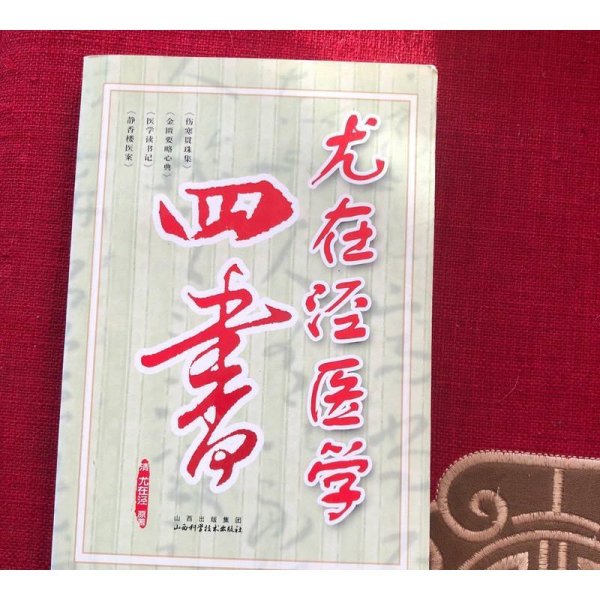 尤在泾医学
四书
《伤寒贯珠集》
《金匮要略心典》
《医学读书记》
《静香楼医案》
清 尤在泾 原著
山西出版集团
山西科学技术出版社